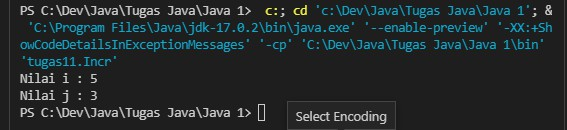 PS C:\Dev\Java\Tugas Java\Java 1>  c:; cd 'c:\Dev\Java\Tugas Java\Java 1'; &
 'C:\Program Files\Java\jdk-17.0.2\bin\java.exe' '--enable-preview' '-XX:+Sh
owCodeDetailsInExceptionMessages' '-cp' 'C:\Dev\Java\Tugas Java\Java 1\bin'
'tugas11.Incr'
Nilai i : 5
Nilai j : 3
PS C:\Dev\Java\Tugas Java\Java 1>
Select Encoding